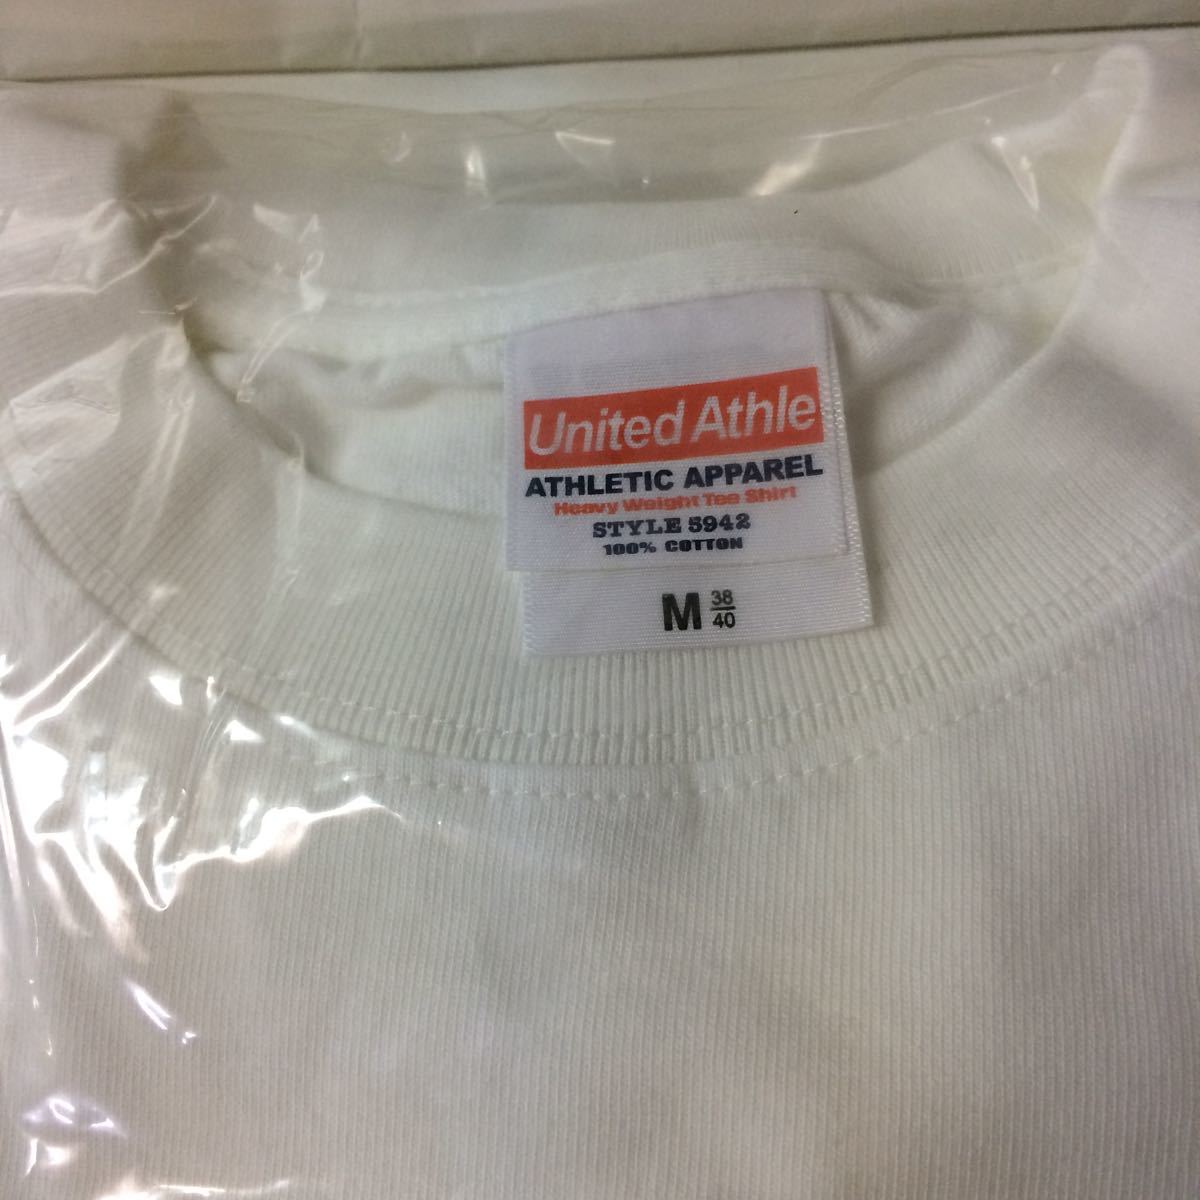 United Athle
ATHLETIC APPAREL
Heavy Weight Tee Shirt
STYLE 5942
100% COTTON
M 38/40